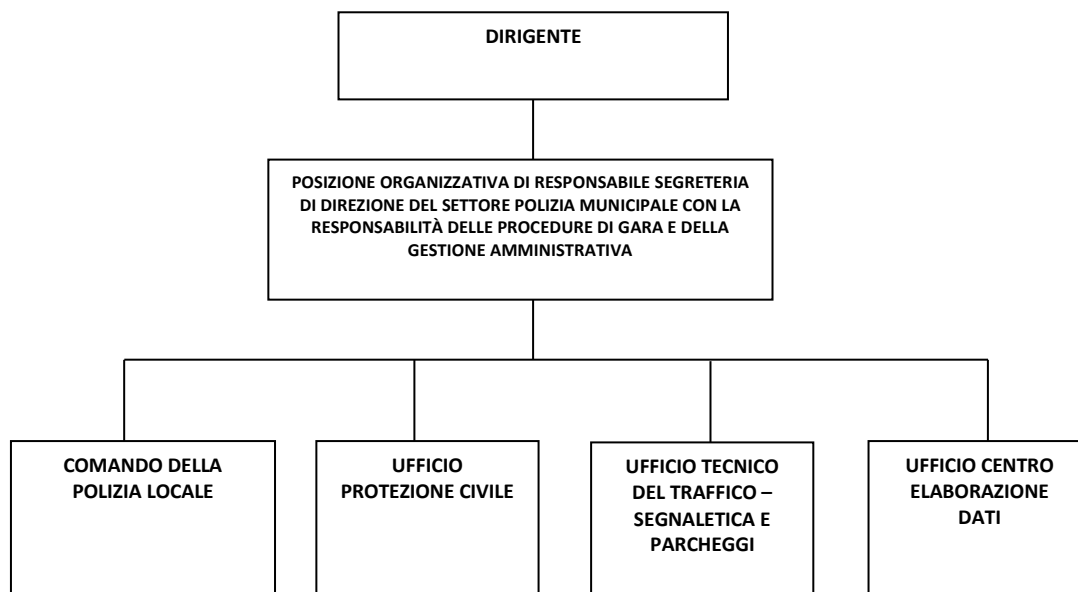 DIRIGENTE
POSIZIONE ORGANIZZATIVA DI RESPONSABILE SEGRETERIA
DI DIREZIONE DEL SETTORE POLIZIA MUNICIPALE CON LA
RESPONSABILITÀ DELLE PROCEDURE DI GARA E DELLA
GESTIONE AMMINISTRATIVA
COMANDO DELLA
POLIZIA LOCALE
UFFICIO
PROTEZIONE CIVILE
UFFICIO TECNICO
DEL TRAFFICO –
SEGNALETICA E
PARCHEGGI
UFFICIO CENTRO
ELABORAZIONE
DATI